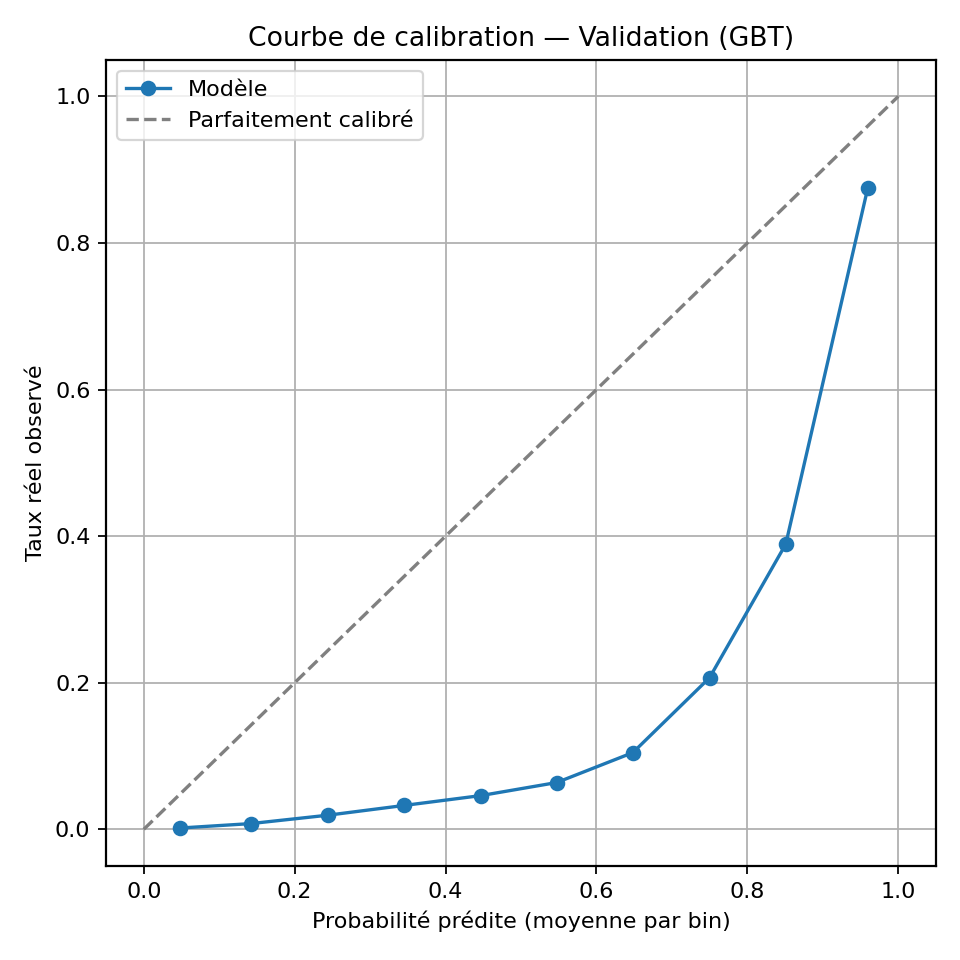 Courbe de calibration — Validation (GBT)
Modèle
Parfaitement calibré
1.0
0.8
0.6
0.4
0.2
0.0
Taux réel observé
0.0 0.2 0.4 0.6 0.8 1.0
Probabilité prédite (moyenne par bin)